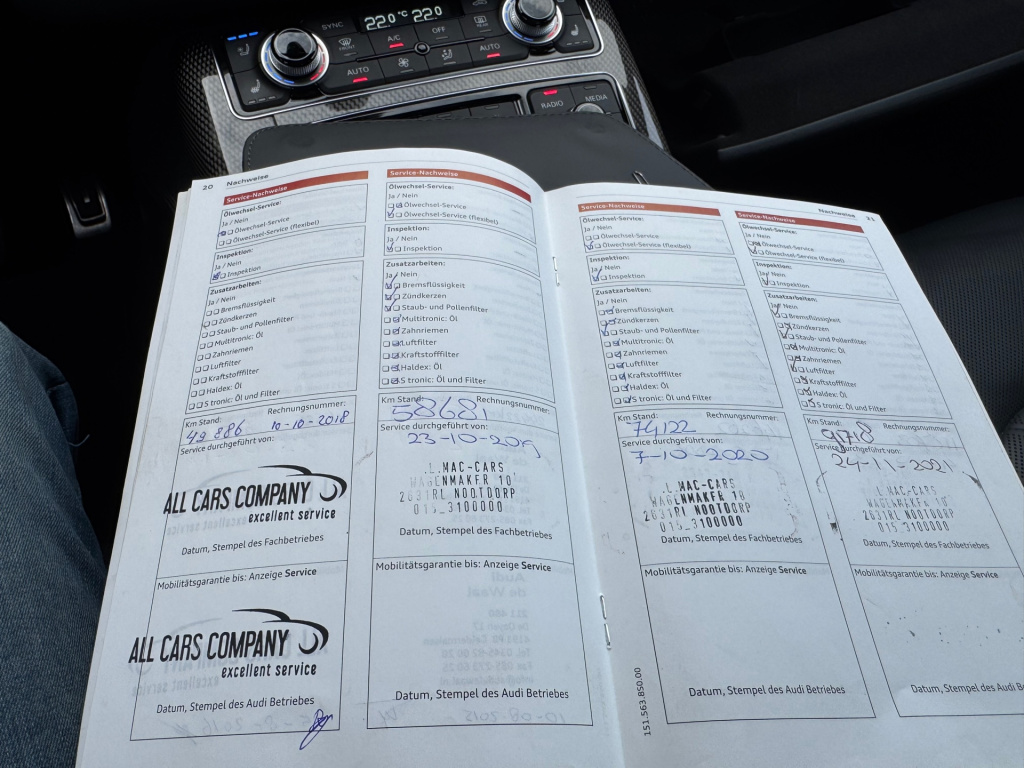 SYNC
22.0 °C 22.0
FRONT
A/C
OFF
REAR
AUTO
AUTO
RADIO
MEDIA
20 Nachweise
Service-Nachweise
Ölwechsel-Service:
Ja / Nein
Ölwechsel-Service
Ölwechsel-Service (flexibel)
Inspektion:
Ja / Nein
Inspektion
Zusatzarbeiten:
Ja / Nein
Bremsflüssigkeit
Zündkerzen
Staub- und Pollenfilter
Multitronic: Öl
Zahnriemen
Luftfilter
Kraftstofffilter
Haldex: Öl
S tronic: Öl und Filter
Km Stand: Rechnungsnummer:
49 886 10-10-2018
Service durchgeführt von:
ALL CARS COMPANY
excellent service
Datum, Stempel des Fachbetriebes
Mobilitätsgarantie bis: Anzeige Service
ALL CARS COMPANY
excellent service
Datum, Stempel des Audi Betriebes
Service-Nachweise
Ölwechsel-Service:
Ja / Nein
Ölwechsel-Service
Ölwechsel-Service (flexibel)
Inspektion:
Ja / Nein
Inspektion
Zusatzarbeiten:
Ja / Nein
Bremsflüssigkeit
Zündkerzen
Staub- und Pollenfilter
Multitronic: Öl
Zahnriemen
Luftfilter
Kraftstofffilter
Haldex: Öl
S tronic: Öl und Filter
Km Stand: Rechnungsnummer:
58681
Service durchgeführt von:
23-10-2019
.L.MAC-CARS
WAGENMAKER 10
2631RL NOOTDORP
015_3100000
Datum, Stempel des Fachbetriebes
Mobilitätsgarantie bis: Anzeige Service
Datum, Stempel des Audi Betriebes
Nachweise 21
Service-Nachweise
Ölwechsel-Service:
Ja / Nein
Ölwechsel-Service
Ölwechsel-Service (flexibel)
Inspektion:
Ja / Nein
Inspektion
Zusatzarbeiten:
Ja / Nein
Bremsflüssigkeit
Zündkerzen
Staub- und Pollenfilter
Multitronic: Öl
Zahnriemen
Luftfilter
Kraftstofffilter
Haldex: Öl
S tronic: Öl und Filter
Km Stand: Rechnungsnummer:
74122
Service durchgeführt von:
7-10-2020
.L.MAC-CARS
WAGENMAKER 10
2631RL NOOTDORP
015_3100000
Datum, Stempel des Fachbetriebes
Mobilitätsgarantie bis: Anzeige Service
Datum, Stempel des Audi Betriebes
151.563.850.00
Service-Nachweise
Ölwechsel-Service:
Ja / Nein
Ölwechsel-Service
Ölwechsel-Service (flexibel)
Inspektion:
Ja / Nein
Inspektion
Zusatzarbeiten:
Ja / Nein
Bremsflüssigkeit
Zündkerzen
Staub- und Pollenfilter
Multitronic: Öl
Zahnriemen
Luftfilter
Kraftstofffilter
Haldex: Öl
S tronic: Öl und Filter
Km Stand: Rechnungsnummer:
Service durchgeführt von:
24-11-2021
.L.MAC-CARS
WAGENMAKER 10
2631RL NOOTDORP
015_3100000
Datum, Stempel des Fachbetriebes
Mobilitätsgarantie bis: Anzeige Service
Datum, Stempel des Audi